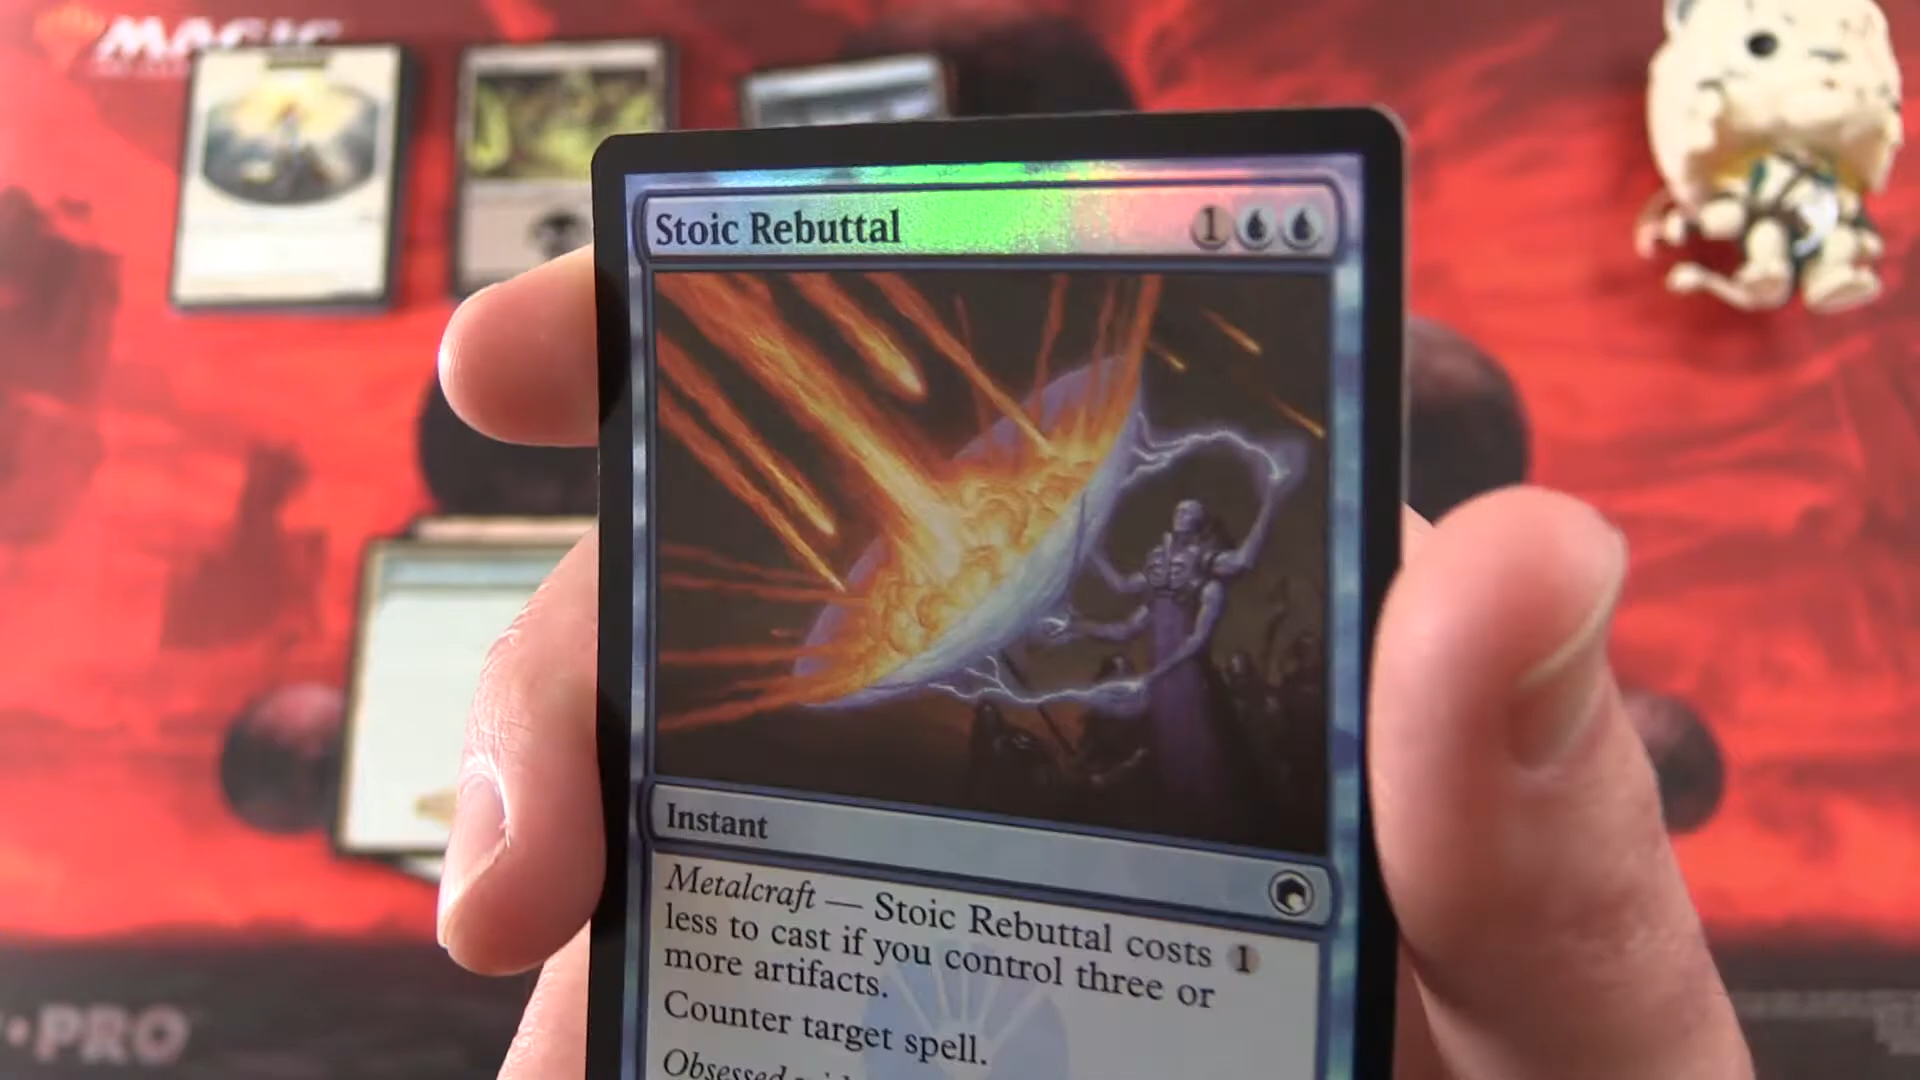 MAGIC
Stoic Rebuttal 1
Instant
Metalcraft — Stoic Rebuttal costs 1
less to cast if you control three or
more artifacts.
Counter target spell.
Obsessed
PRO